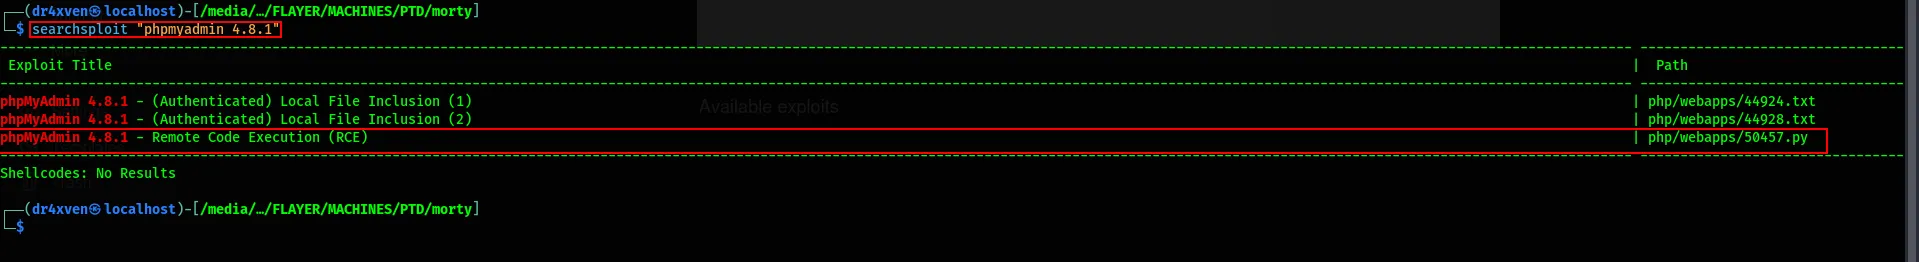 ┌──(dr4xven㉿localhost)-[/media/…/FLAYER/MACHINES/PTD/morty]
└─$ searchsploit "phpmyadmin 4.8.1"
Exploit Title | Path
phpMyAdmin 4.8.1 - (Authenticated) Local File Inclusion (1) | php/webapps/44924.txt
phpMyAdmin 4.8.1 - (Authenticated) Local File Inclusion (2) | php/webapps/44928.txt
phpMyAdmin 4.8.1 - Remote Code Execution (RCE) | php/webapps/50457.py
Available exploits
Shellcodes: No Results
┌──(dr4xven㉿localhost)-[/media/…/FLAYER/MACHINES/PTD/morty]
└─$